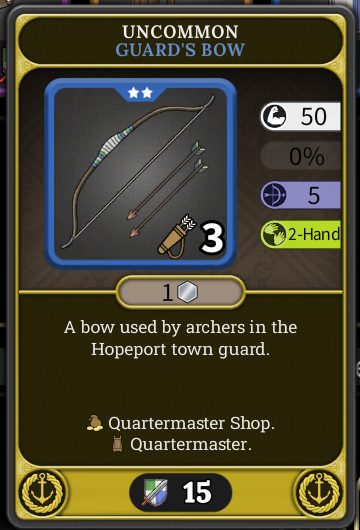 UNCOMMON
GUARD'S BOW
50
0%
5
2-Hand
3
1
A bow used by archers in the
Hopeport town guard.
Quartermaster Shop.
Quartermaster.
15